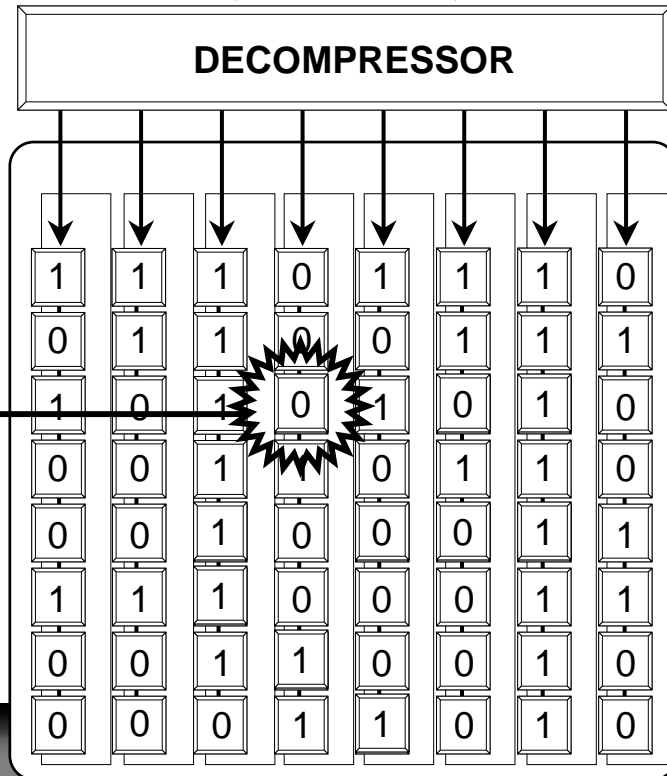 DECOMPRESSOR
1 1 1 0 1 1 1 0
0 1 1 0 0 1 1 1
1 0 1 0 1 0 1 0
0 0 1 1 0 1 1 0
0 0 1 0 0 0 1 1
1 1 1 0 0 0 1 1
0 0 1 1 0 0 1 0
0 0 0 1 1 0 1 0